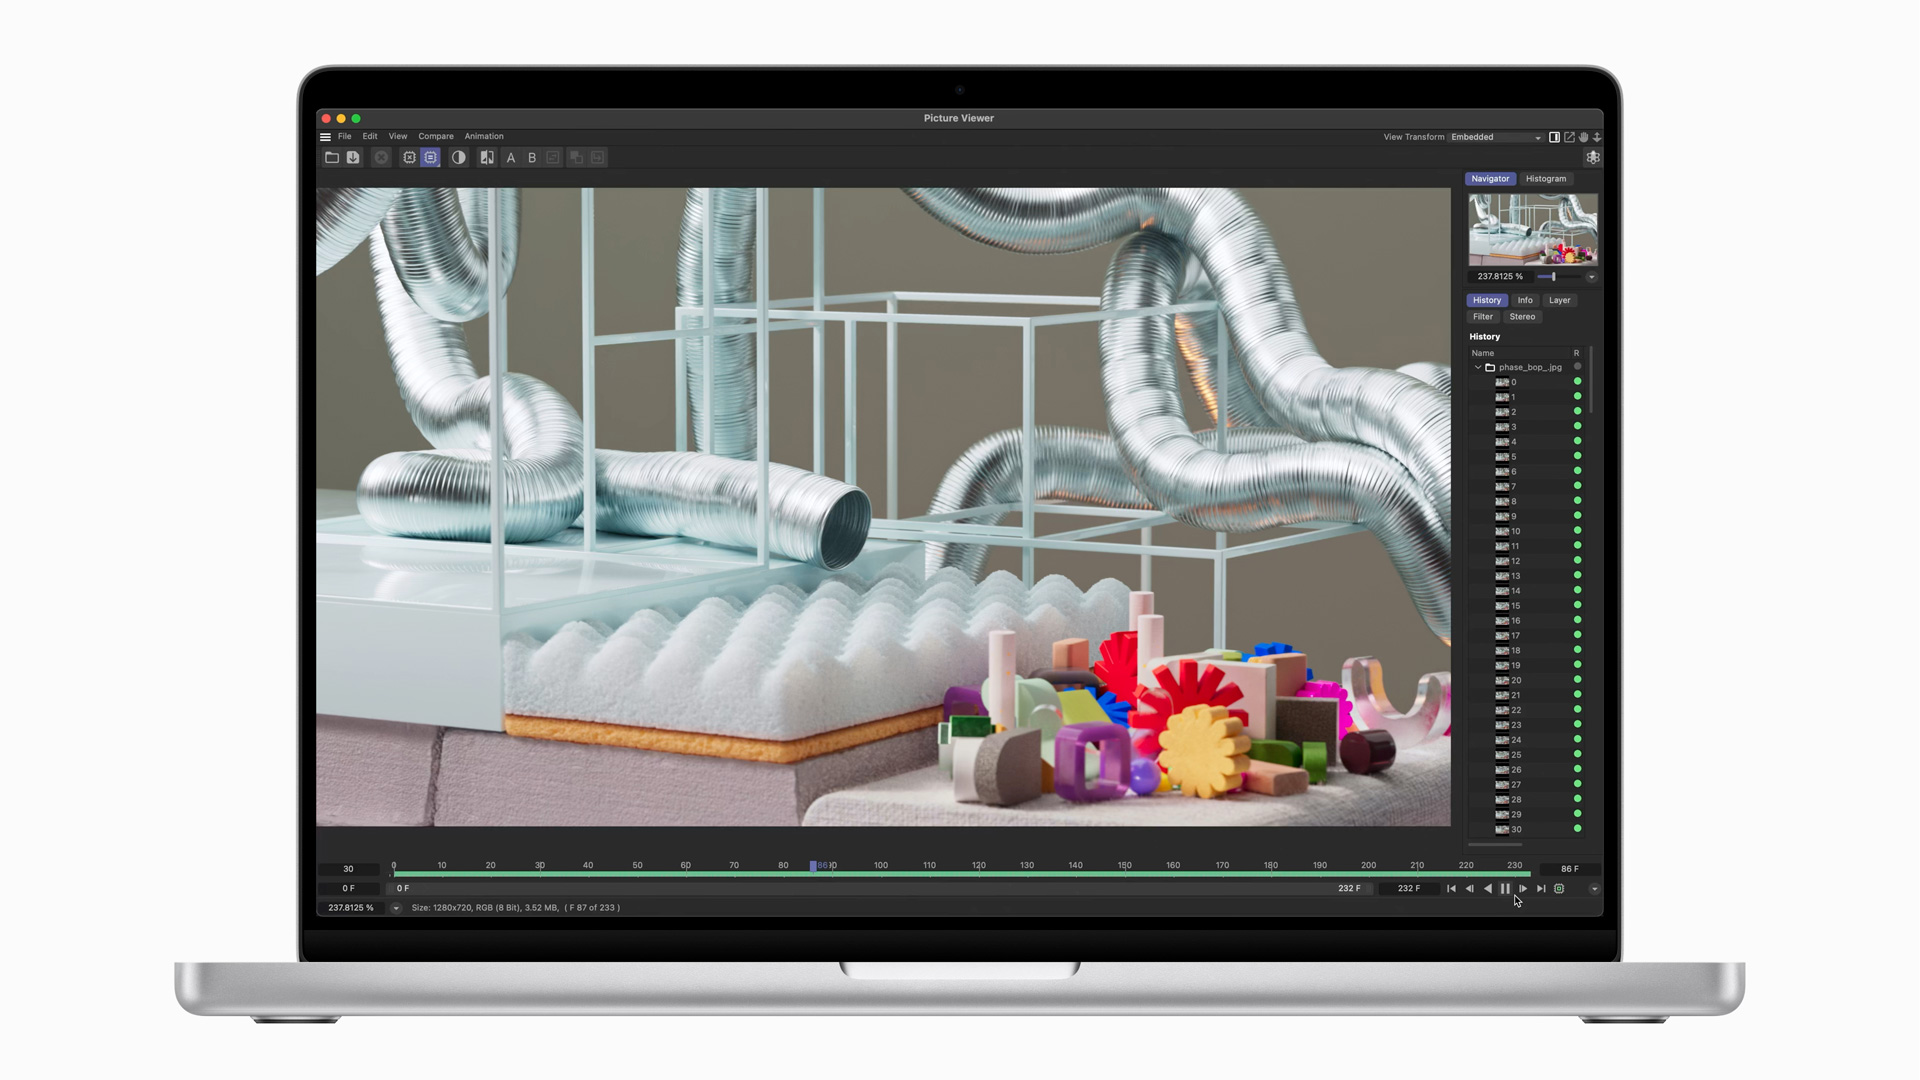 Picture Viewer
File Edit View Compare Animation
View Transform Embedded
A B
Navigator Histogram
237.8125 %
History Info Layer
Filter Stereo
History
Name R
phase_bop_.jpg
0
1
2
3
4
5
6
7
8
9
10
11
12
13
14
15
16
17
18
19
20
21
22
23
24
25
26
27
28
29
30
30 0 10 20 30 40 50 60 70 80 86 90 100 110 120 130 140 150 160 170 180 190 200 210 220 230 86 F
0 F 0 F 232 F 232 F
237.8125 % Size: 1280x720, RGB (8 Bit), 3.52 MB, ( F 87 of 233 )